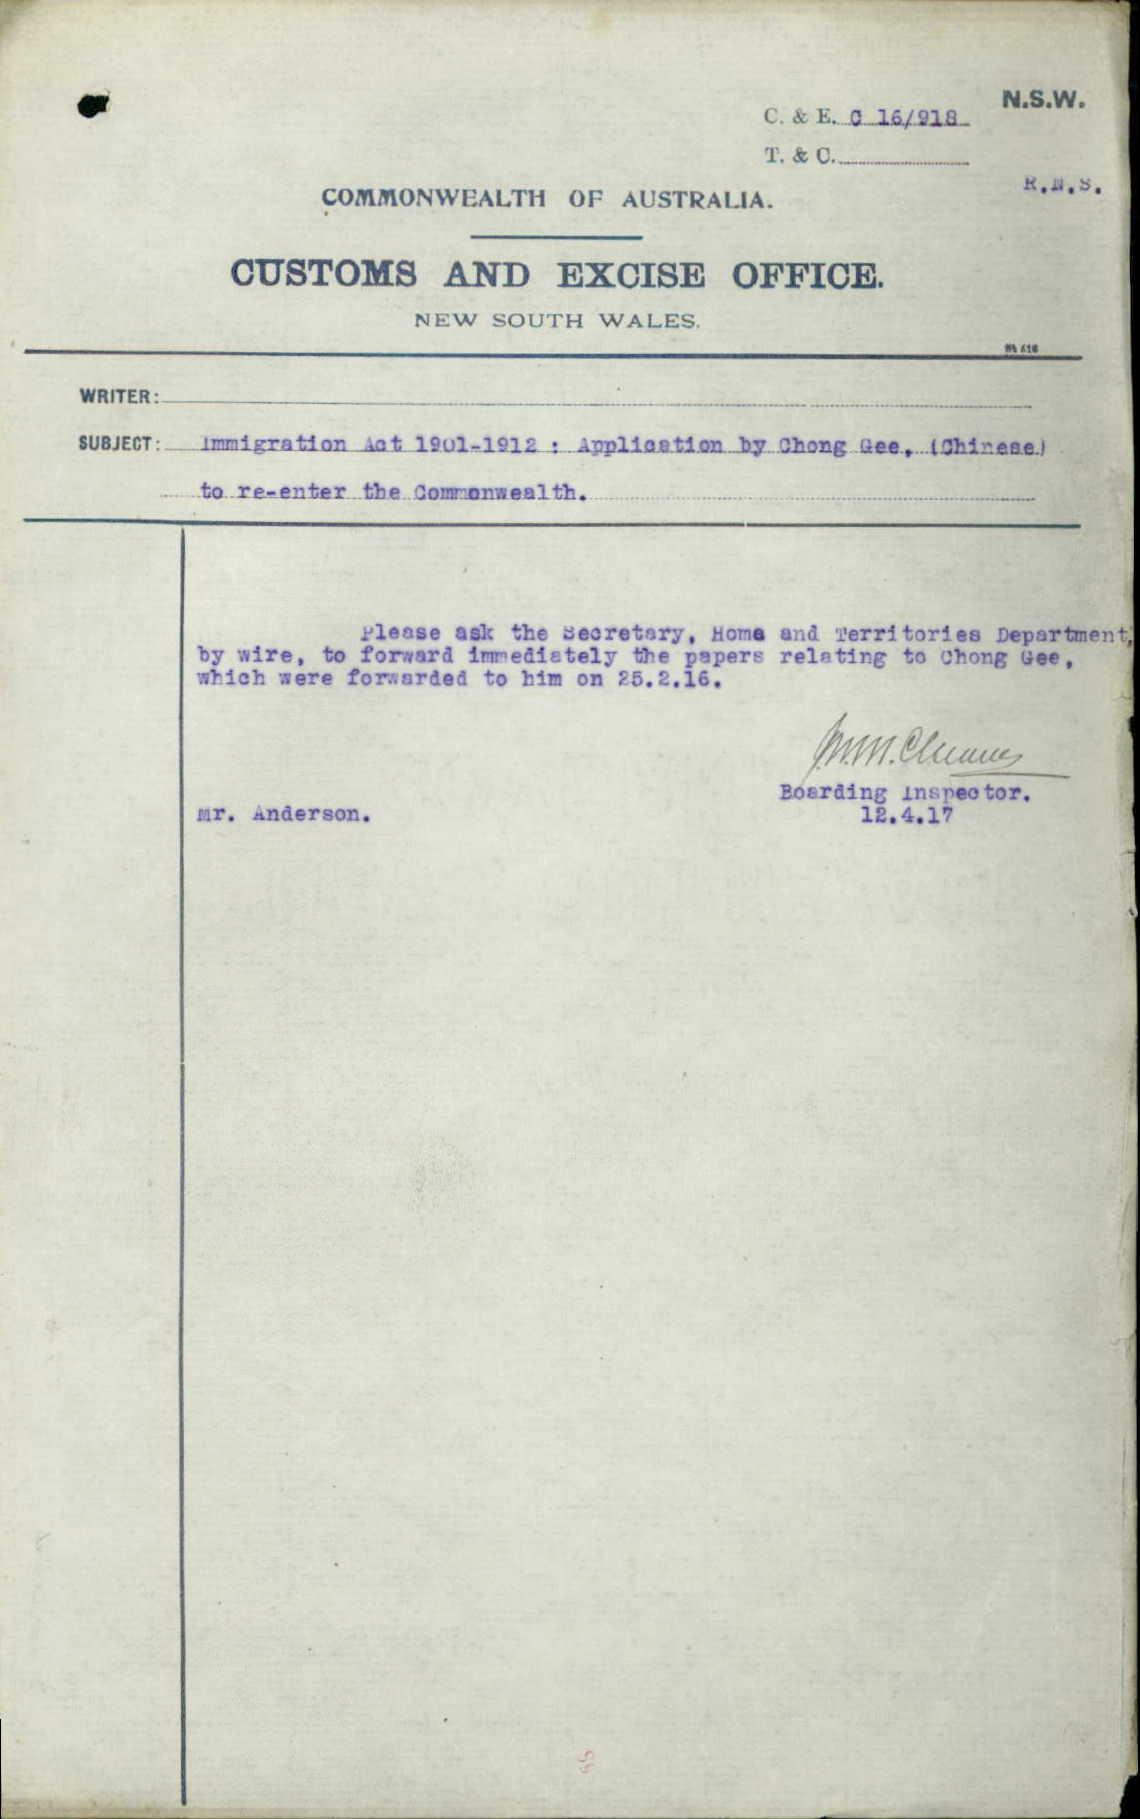 N.S.W.
C. & E. C 16/918
T. & C.
R.N.S.
COMMONWEALTH OF AUSTRALIA.
CUSTOMS AND EXCISE OFFICE.
NEW SOUTH WALES.
WRITER:
SUBJECT: Immigration Act 1901-1912 : Application by Chong Gee, (Chinese)
to re-enter the Commonwealth.
Please ask the Secretary, Home and Territories Department,
by wire, to forward immediately the papers relating to Chong Gee,
which were forwarded to him on 25.2.16.
Boarding Inspector.
Mr. Anderson.
12.4.17